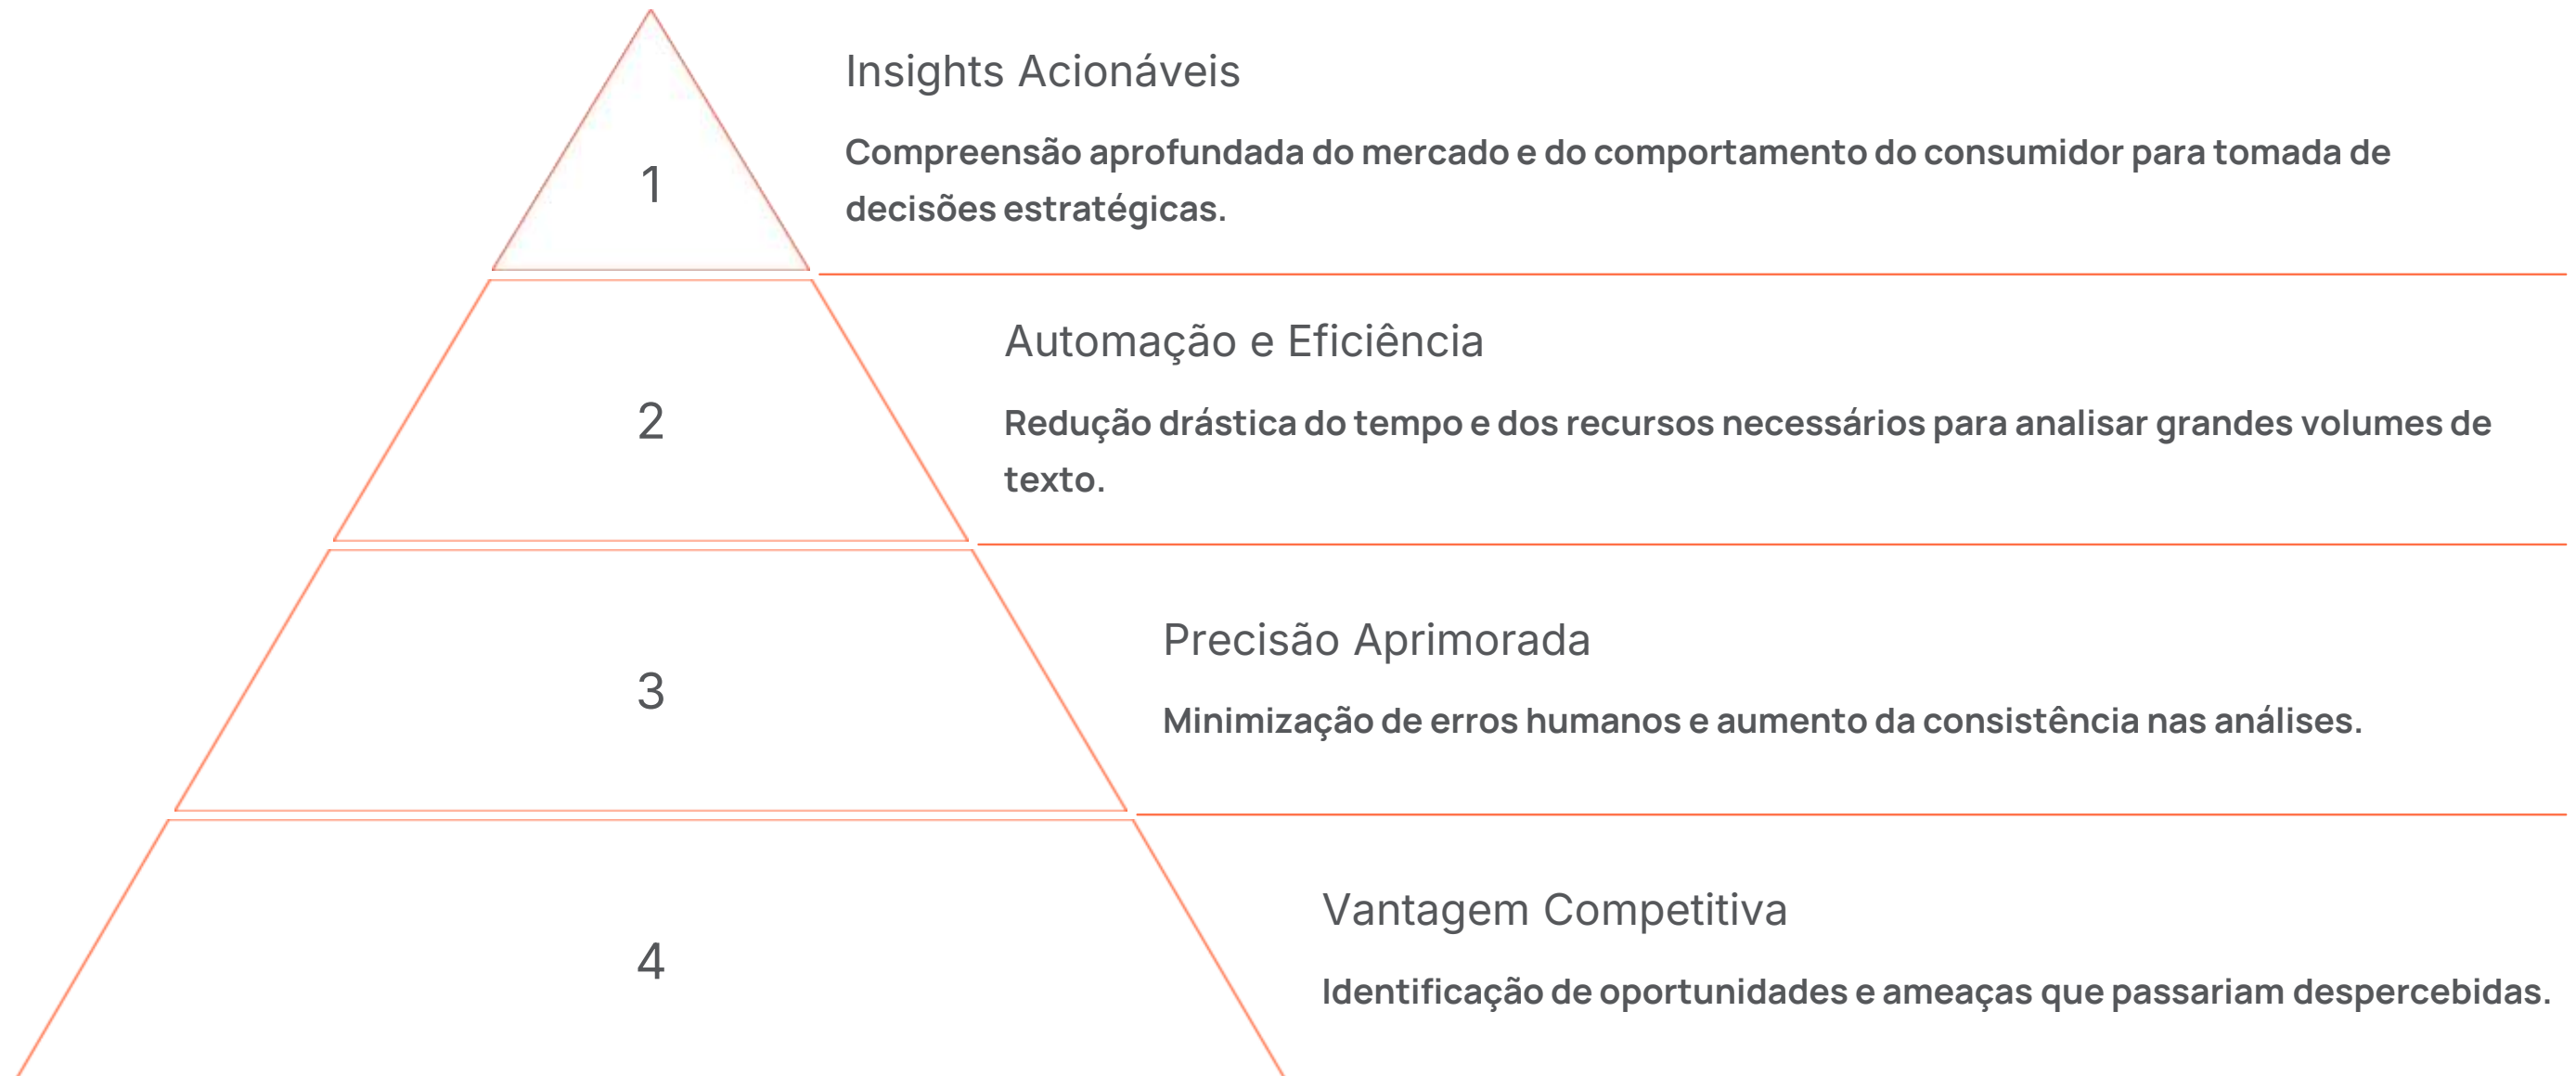 1
Insights Acionáveis
Compreensão aprofundada do mercado e do comportamento do consumidor para tomada de
decisões estratégicas.
2
Automação e Eficiência
Redução drástica do tempo e dos recursos necessários para analisar grandes volumes de
texto.
3
Precisão Aprimorada
Minimização de erros humanos e aumento da consistência nas análises.
4
Vantagem Competitiva
Identificação de oportunidades e ameaças que passariam despercebidas.